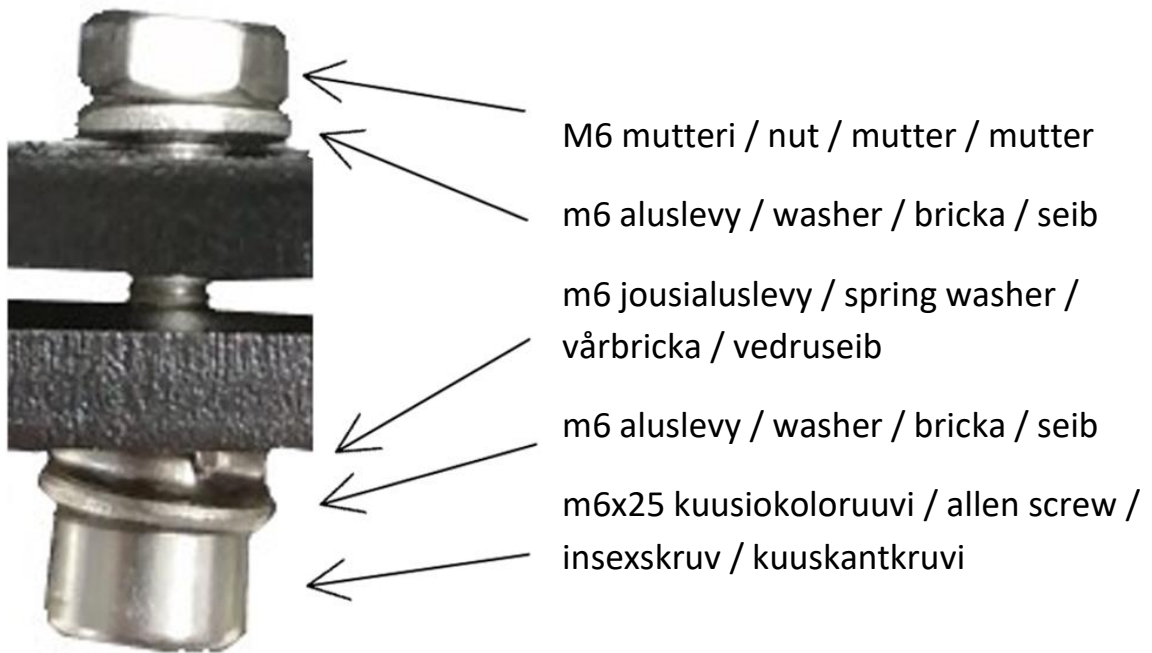 M6 mutteri / nut / mutter / mutter
m6 aluslevy / washer / bricka / seib
m6 jousialuslevy / spring washer /
vårbricka / vedruseib
m6 aluslevy / washer / bricka / seib
m6x25 kuusiokoloruuvi / allen screw /
insexskruv / kuuskantkruvi